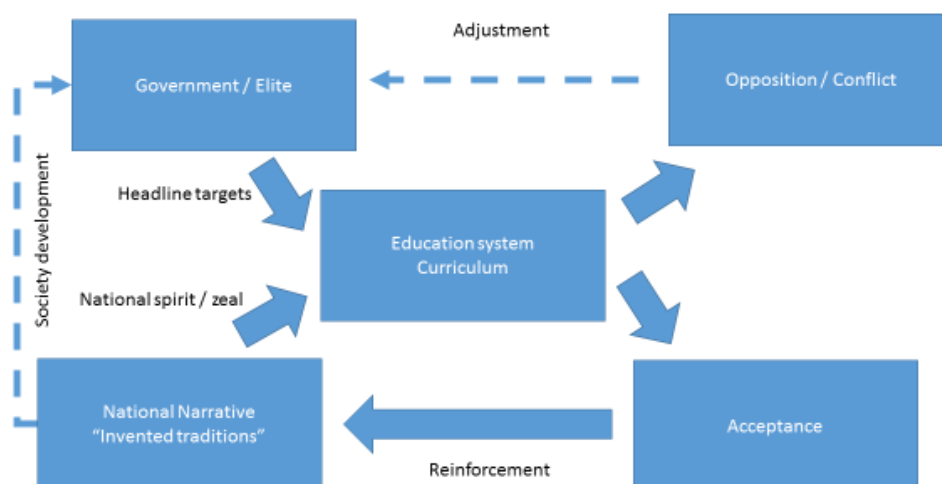 Adjustment
Government / Elite
Opposition / Conflict
Headline targets
Education system
Curriculum
Society development
National spirit / zeal
National Narrative
“Invented traditions”
Acceptance
Reinforcement